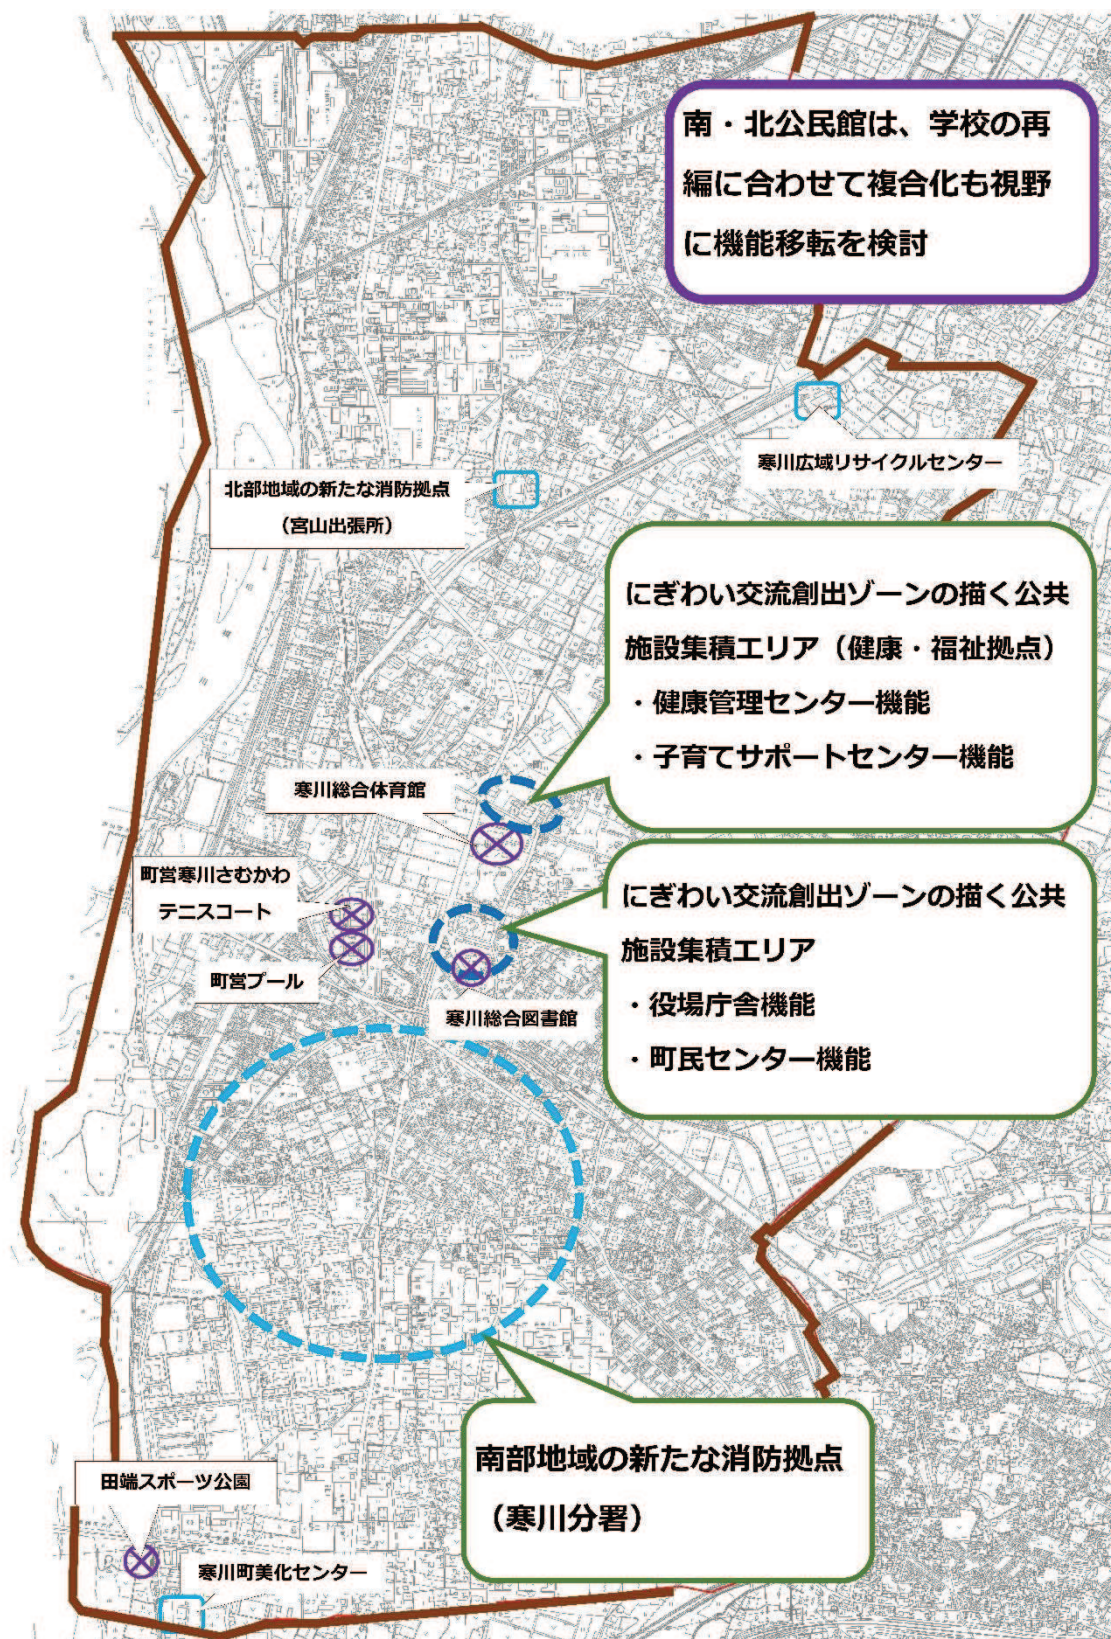 南・北公民館は、学校の再
編に合わせて複合化も視野
に機能移転を検討
寒川広域リサイクルセンター
北部地域の新たな消防拠点
（宮山出張所）
にぎわい交流創出ゾーンの描く公共
施設集積エリア（健康・福祉拠点）
・健康管理センター機能
・子育てサポートセンター機能
寒川総合体育館
町営寒川さむかわ
テニスコート
町営プール
にぎわい交流創出ゾーンの描く公共
施設集積エリア
・役場庁舎機能
・町民センター機能
寒川総合図書館
南部地域の新たな消防拠点
（寒川分署）
田端スポーツ公園
寒川町美化センター